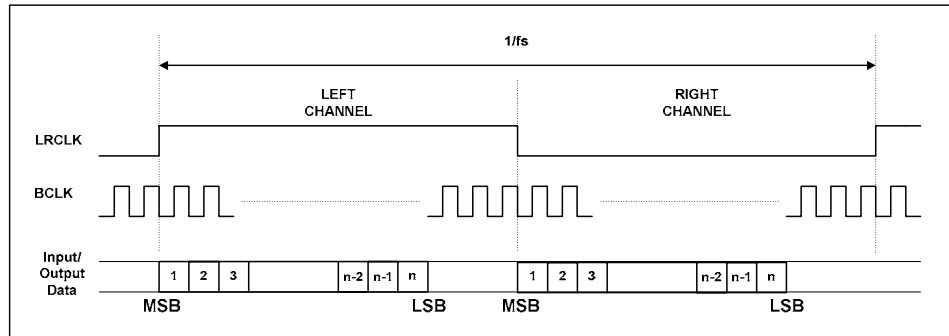 1/fs
LEFT
CHANNEL
RIGHT
CHANNEL
LRCLK
BCLK
Input/
Output
Data
1 2 3 n-2 n-1 n 1 2 3 n-2 n-1 n
MSB LSB MSB LSB